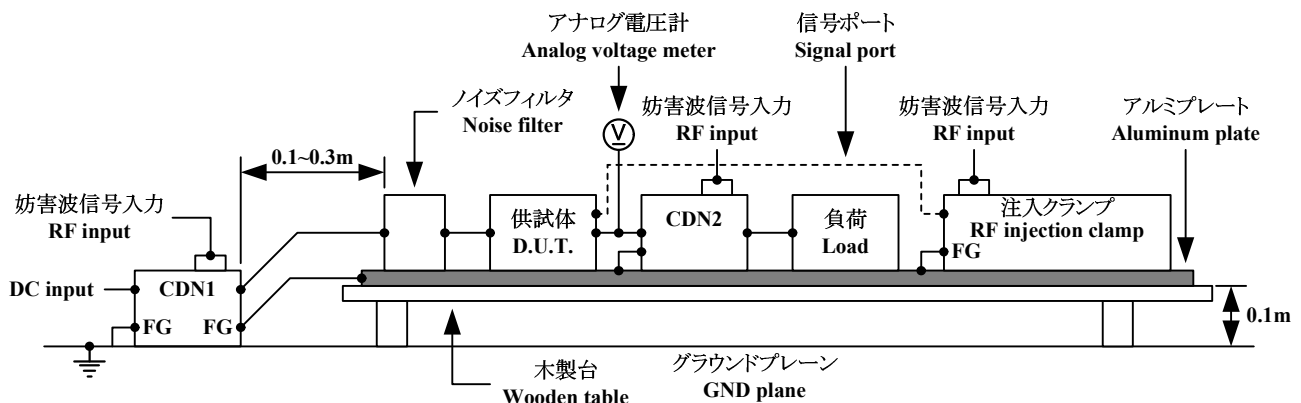 アナログ電圧計
Analog voltage meter
信号ポート
Signal port
ノイズフィルタ
Noise filter
妨害波信号入力
RF input
妨害波信号入力
RF input
アルミプレート
Aluminum plate
0.1~0.3m
V
妨害波信号入力
RF input
供試体
D.U.T.
CDN2
負荷
Load
注入クランプ
RF injection clamp
FG
DC input
CDN1
FG
FG
0.1m
木製台
Wooden table
グラウンドプレーン
GND plane